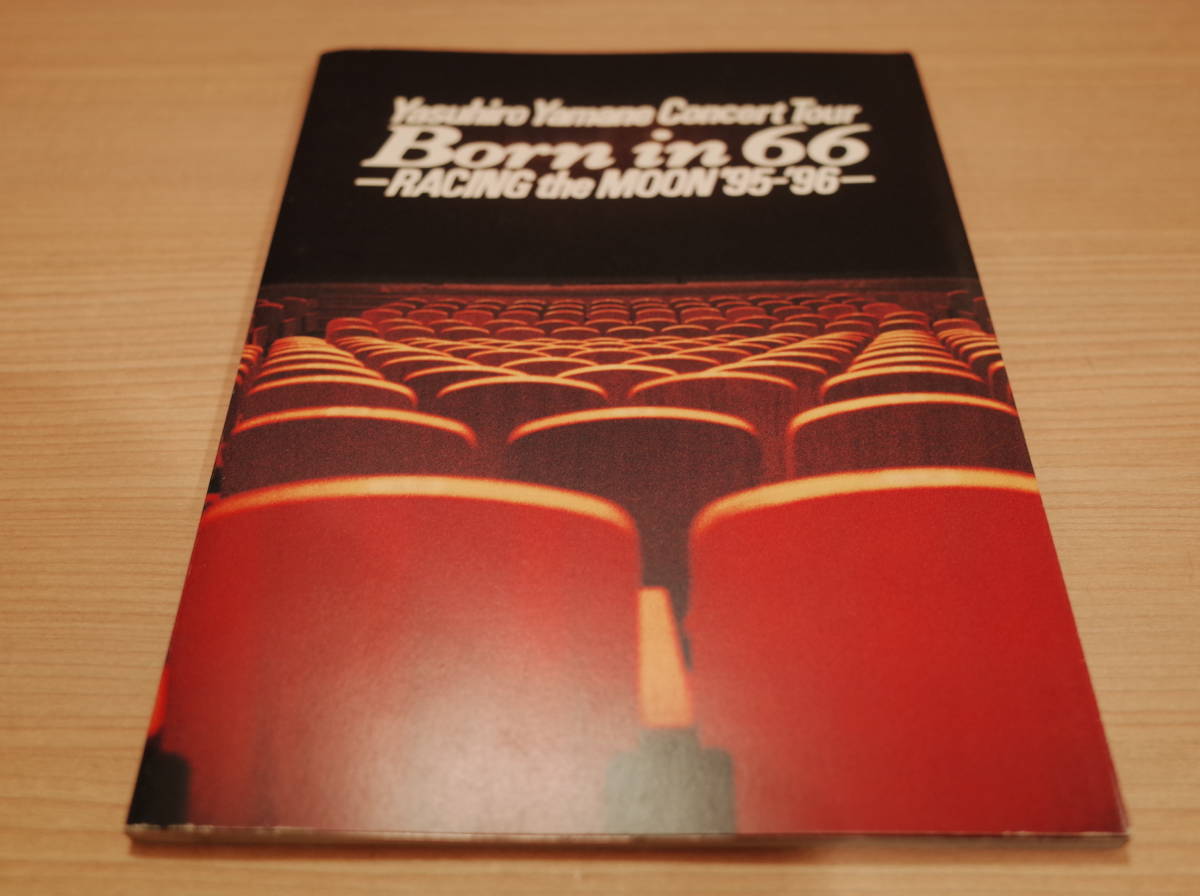 Yasuhiro Yamane Concert Tour
Born in 66
—RACING the MOON '95-'96—